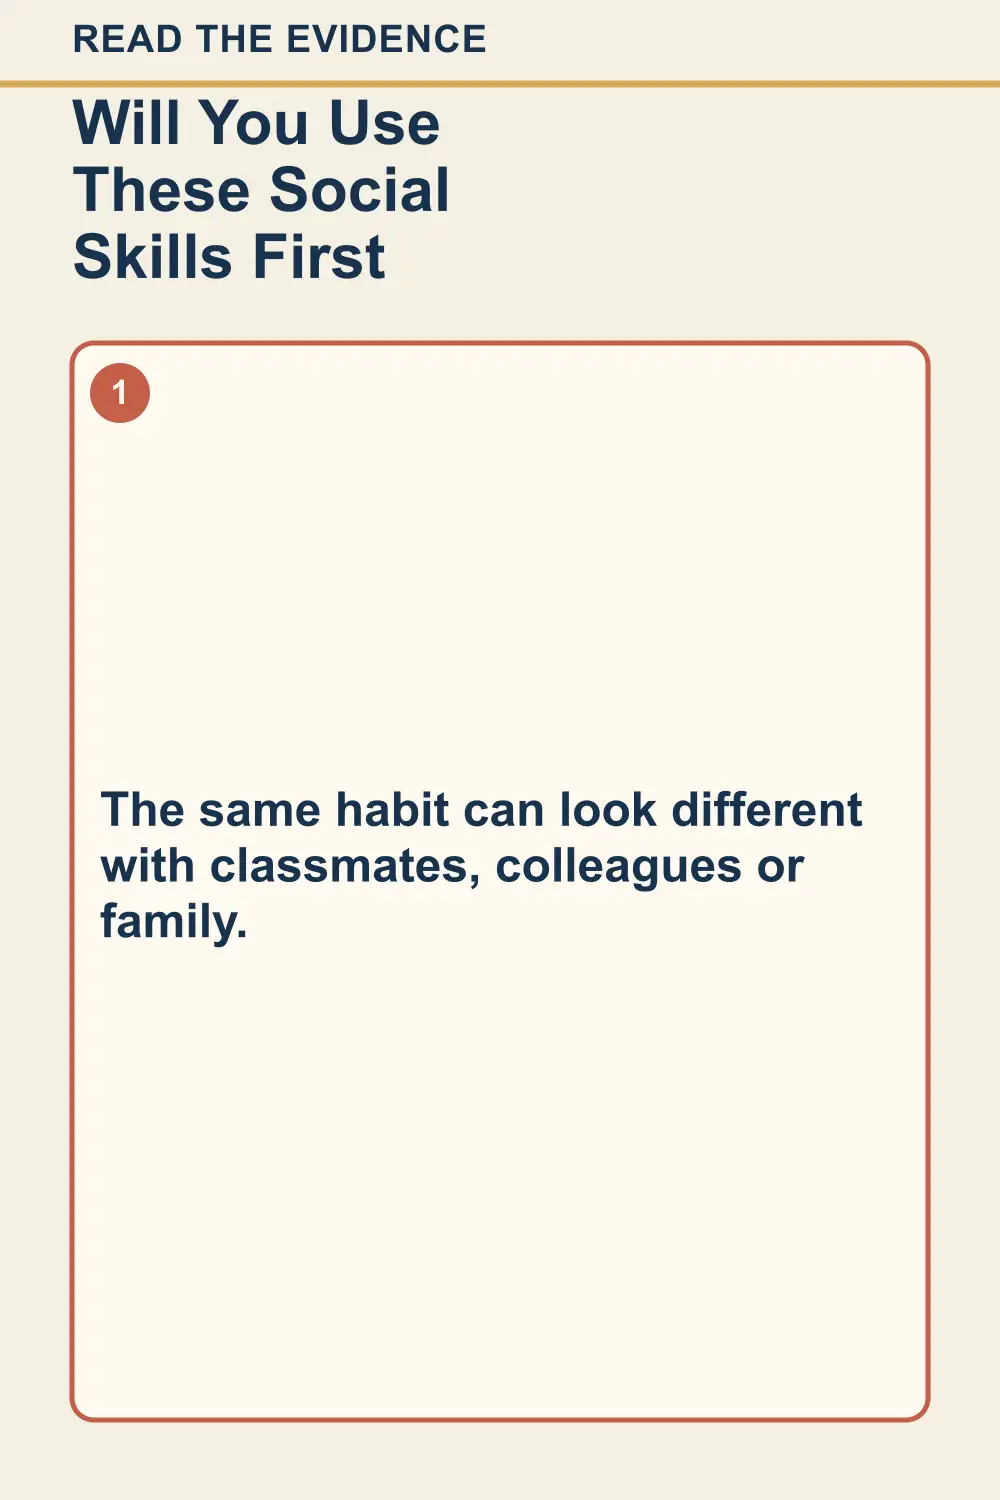 READ THE EVIDENCE
Will You Use
These Social
Skills First
1
The same habit can look different
with classmates, colleagues or
family.